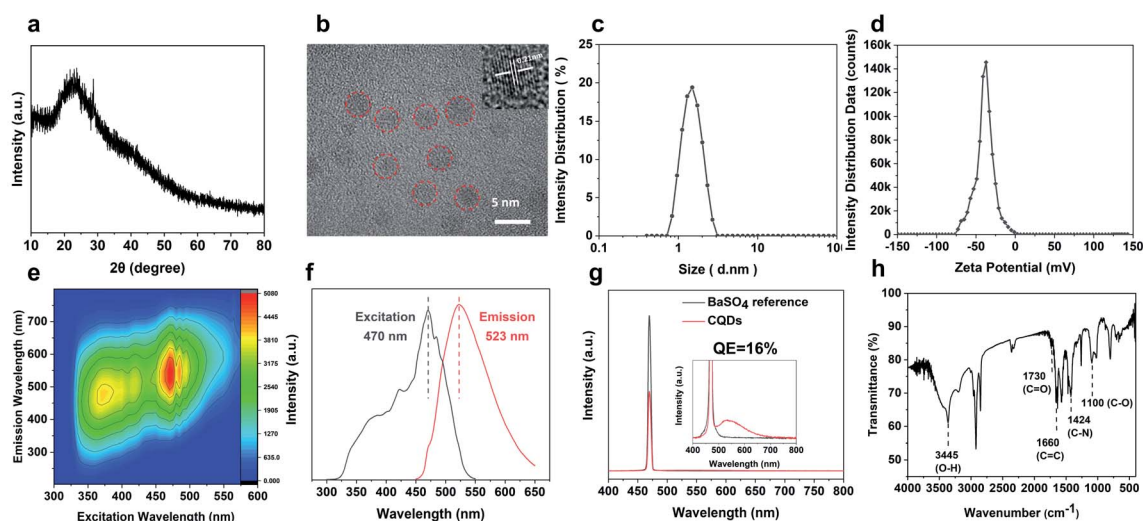 a
Intensity (a.u.)
10 20 30 40 50 60 70 80
2θ (degree)
b
0.21nm
5 nm
c
Intensity Distribution ( % )
25
20
15
10
5
0
0.1 1 10 100
Size ( d.nm )
d
Intensity Distribution Data (counts)
160k
140k
120k
100k
80k
60k
40k
20k
0
-150 -100 -50 0 50 100 150
Zeta Potential (mV)
e
Emission Wavelength (nm)
700
600
500
400
300
300 350 400 450 500 550 600
Excitation Wavelength (nm)
5080
4445
3810
3175
2540
1905
1270
635.0
0.000
f
Intensity (a.u.)
Excitation
470 nm
Emission
523 nm
300 350 400 450 500 550 600 650
Wavelength (nm)
g
Intensity (a.u.)
BaSO4 reference
CQDs
QE=16%
Intensity (a.u.)
400 500 600 700 800
Wavelength (nm)
400 450 500 550 600 650 700 750 800
Wavelength (nm)
h
Transmittance (%)
100
90
80
70
60
50
3445
(O-H)
1730
(C=O)
1660
(C=C)
1424
(C-N)
1100 (C-O)
4000 3500 3000 2500 2000 1500 1000 500
Wavenumber (cm-1)